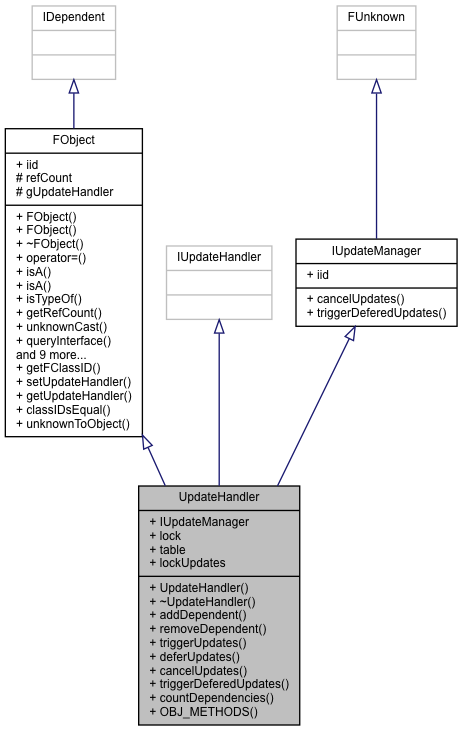 IDependent
FUnknown
FObject
+ iid
# refCount
# gUpdateHandler
+ FObject()
+ FObject()
+ ~FObject()
+ operator=()
+ isA()
+ isA()
+ isTypeOf()
+ getRefCount()
+ unknownCast()
+ queryInterface()
and 9 more...
+ getFClassID()
+ setUpdateHandler()
+ getUpdateHandler()
+ classIDsEqual()
+ unknownToObject()
IUpdateHandler
IUpdateManager
+ iid
+ cancelUpdates()
+ triggerDeferedUpdates()
UpdateHandler
+ IUpdateManager
+ lock
+ table
+ lockUpdates
+ UpdateHandler()
+ ~UpdateHandler()
+ addDependent()
+ removeDependent()
+ triggerUpdates()
+ deferUpdates()
+ cancelUpdates()
+ triggerDeferedUpdates()
+ countDependencies()
+ OBJ_METHODS()